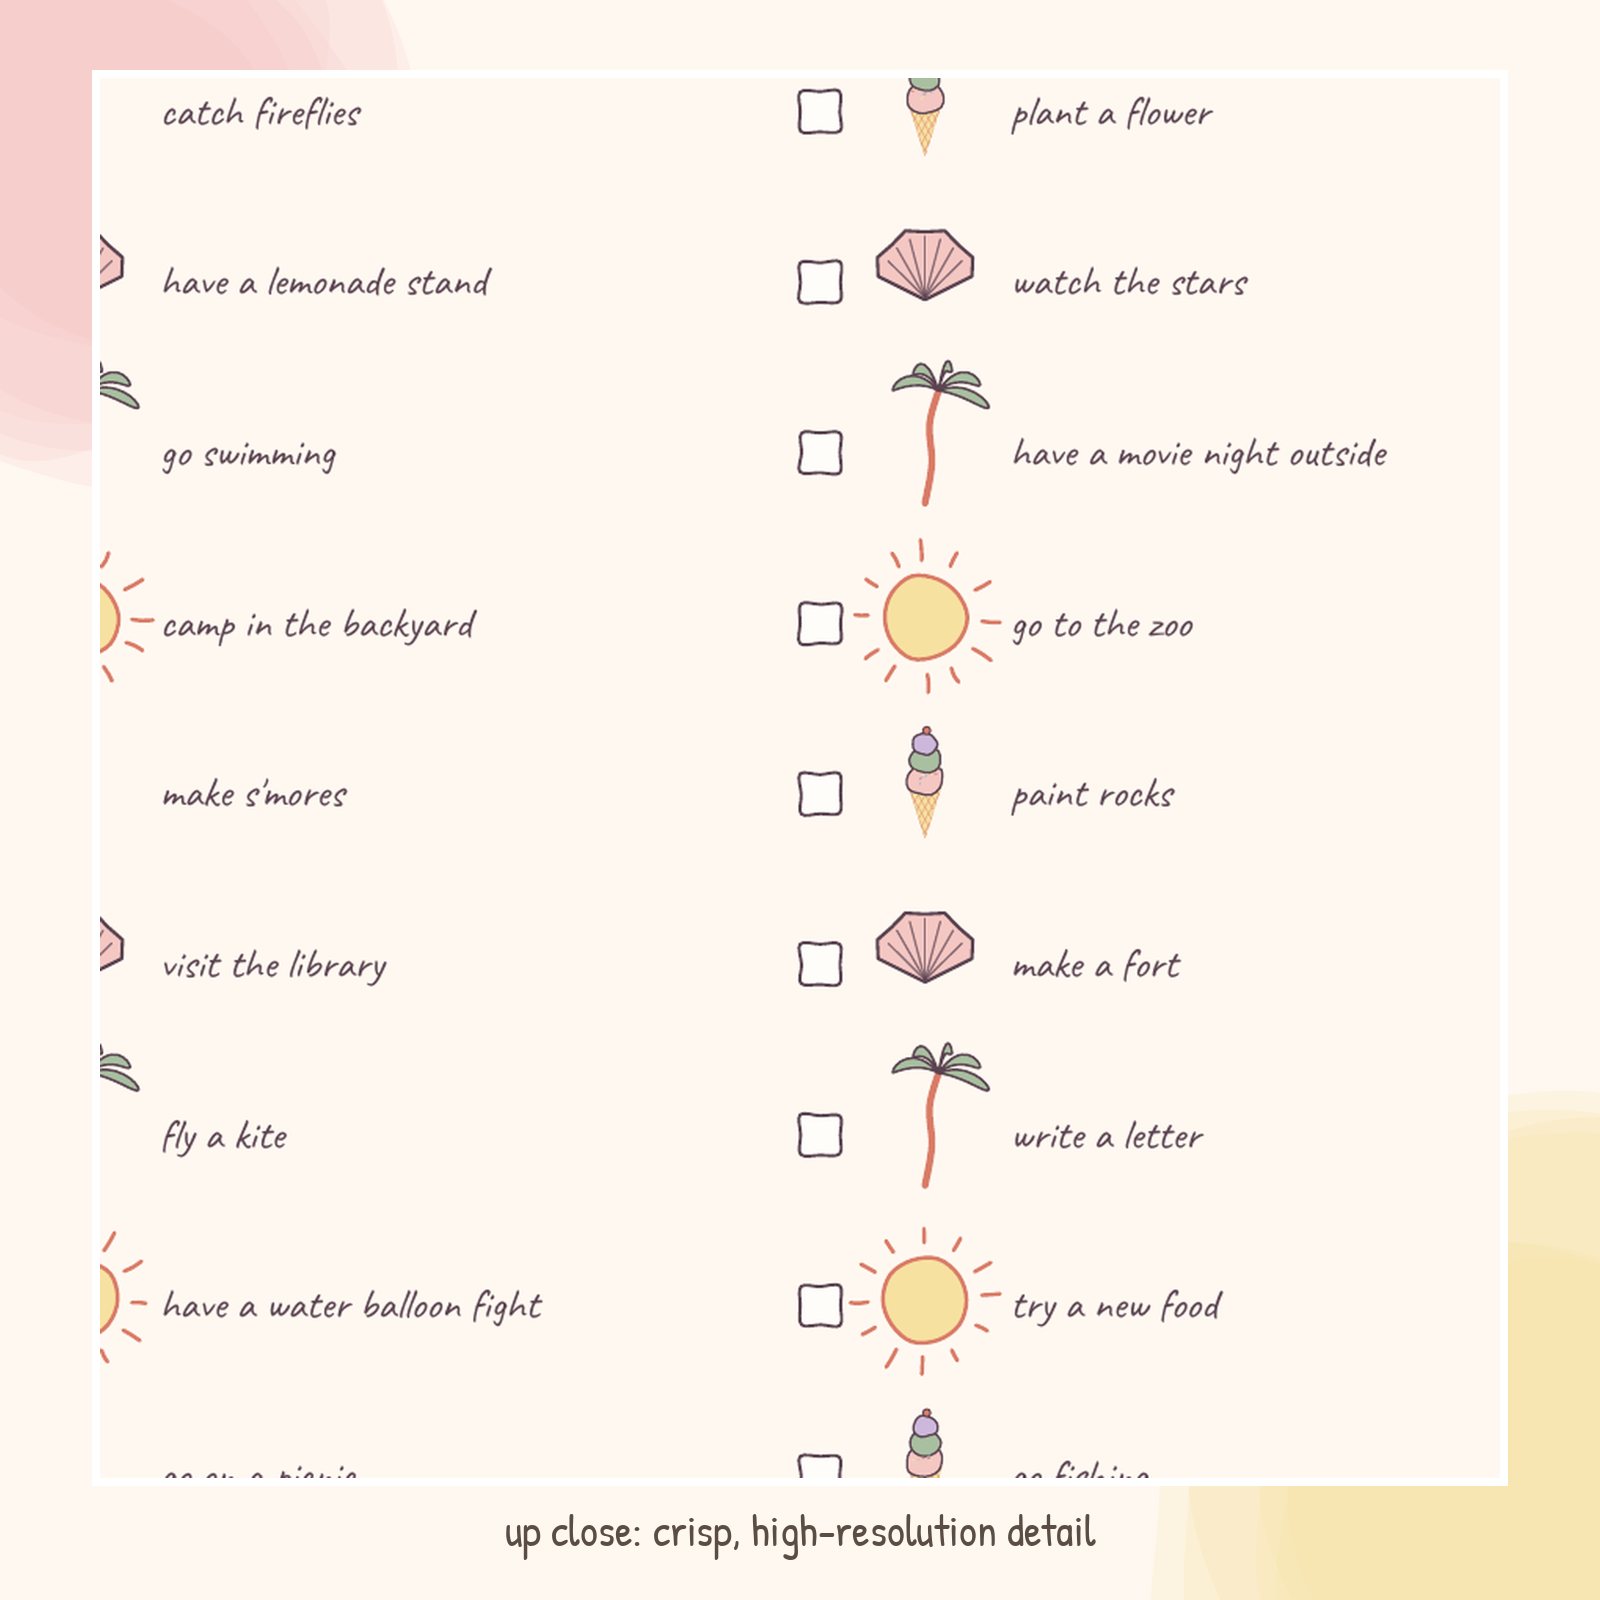 catch fireflies
have a lemonade stand
go swimming
camp in the backyard
make s'mores
visit the library
fly a kite
have a water balloon fight
plant a flower
watch the stars
have a movie night outside
go to the zoo
paint rocks
make a fort
write a letter
try a new food
go fishing
up close: crisp, high-resolution detail